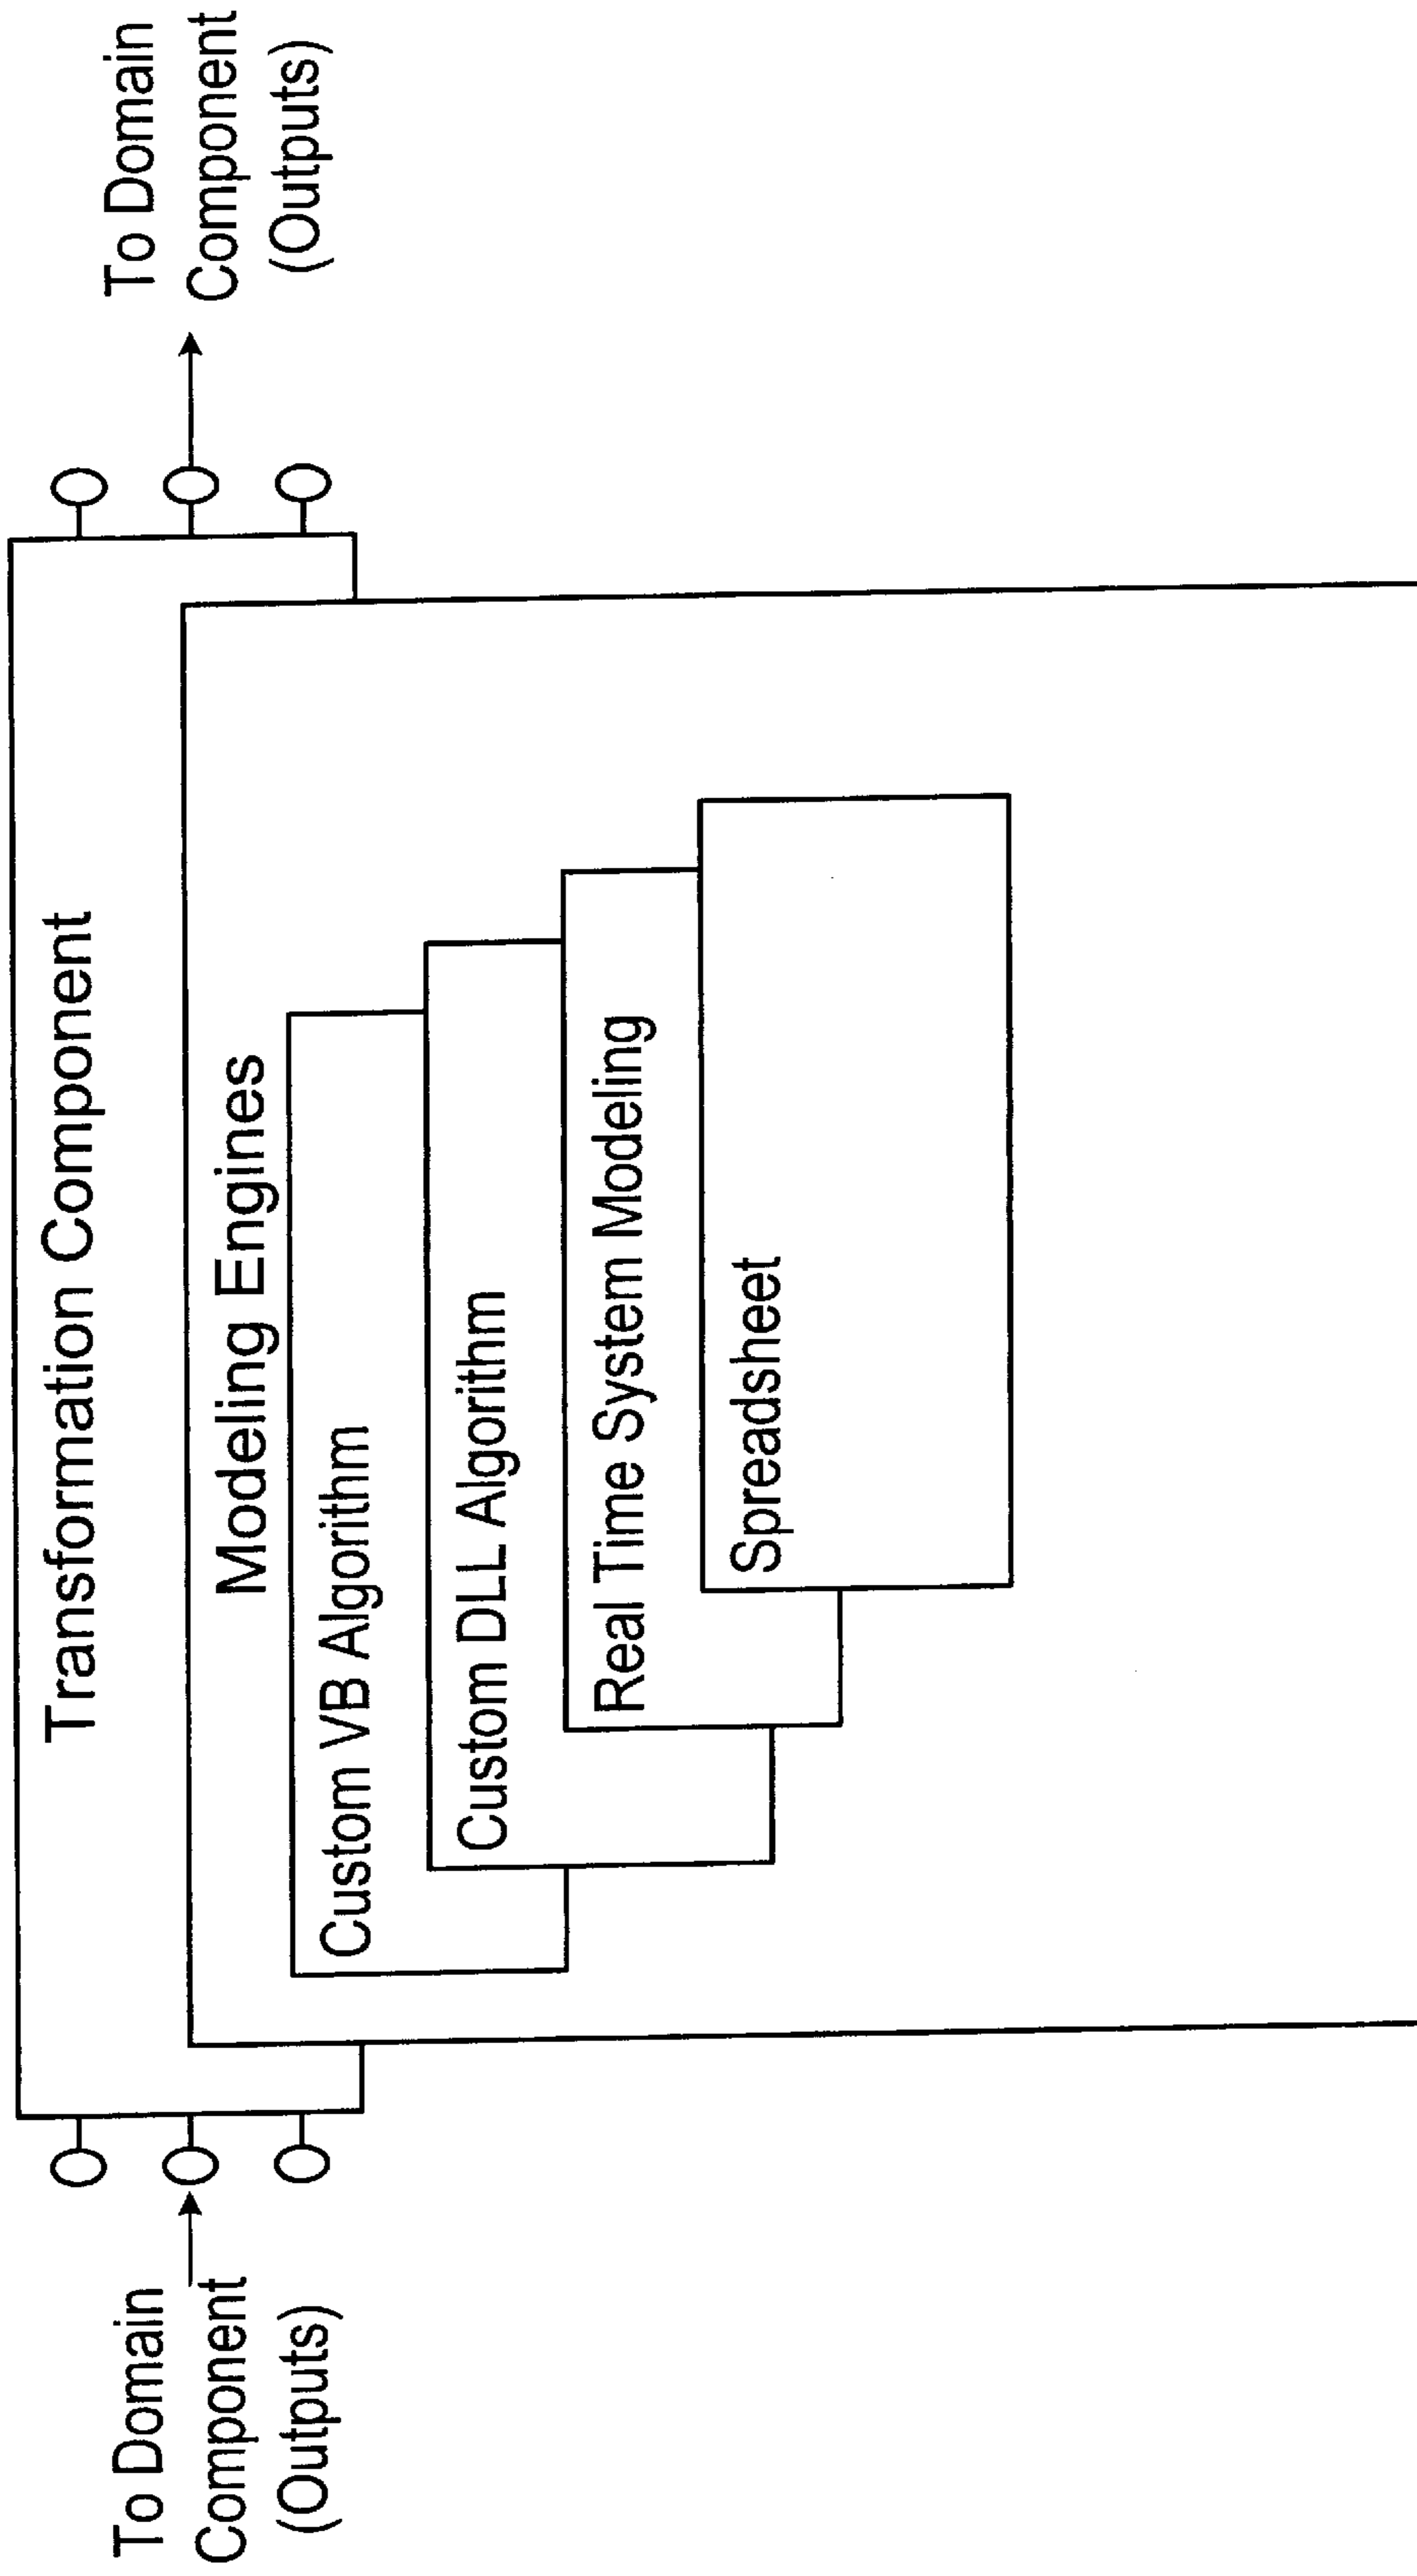 Transformation Component
Modeling Engines
Custom VB Algorithm
Custom DLL Algorithm
Real Time System Modeling
Spreadsheet
To Domain
Component
(Outputs)
To Domain
Component
(Outputs)